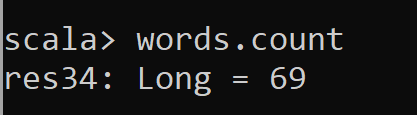 scala> words.count
res34: Long = 69